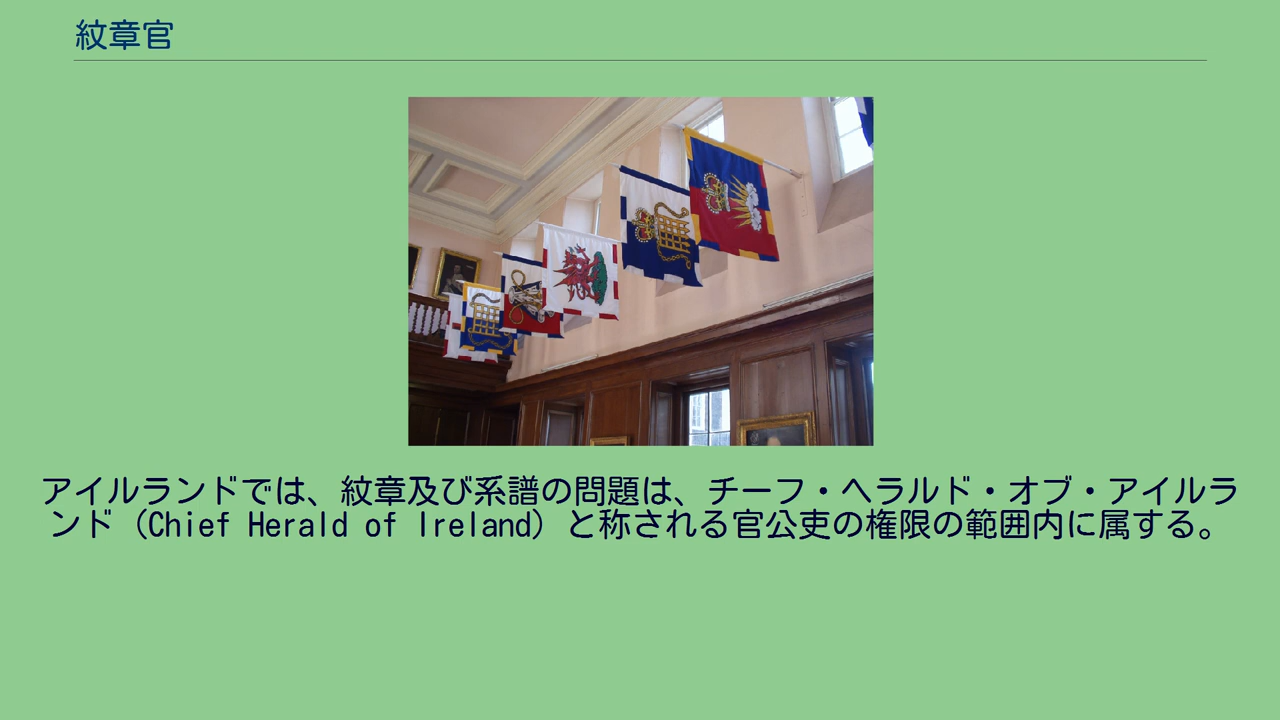 紋章官
アイルランドでは、紋章及び系譜の問題は、チーフ・ヘラルド・オブ・アイルラ
ンド（Chief Herald of Ireland）と称される官公吏の権限の範囲内に属する。